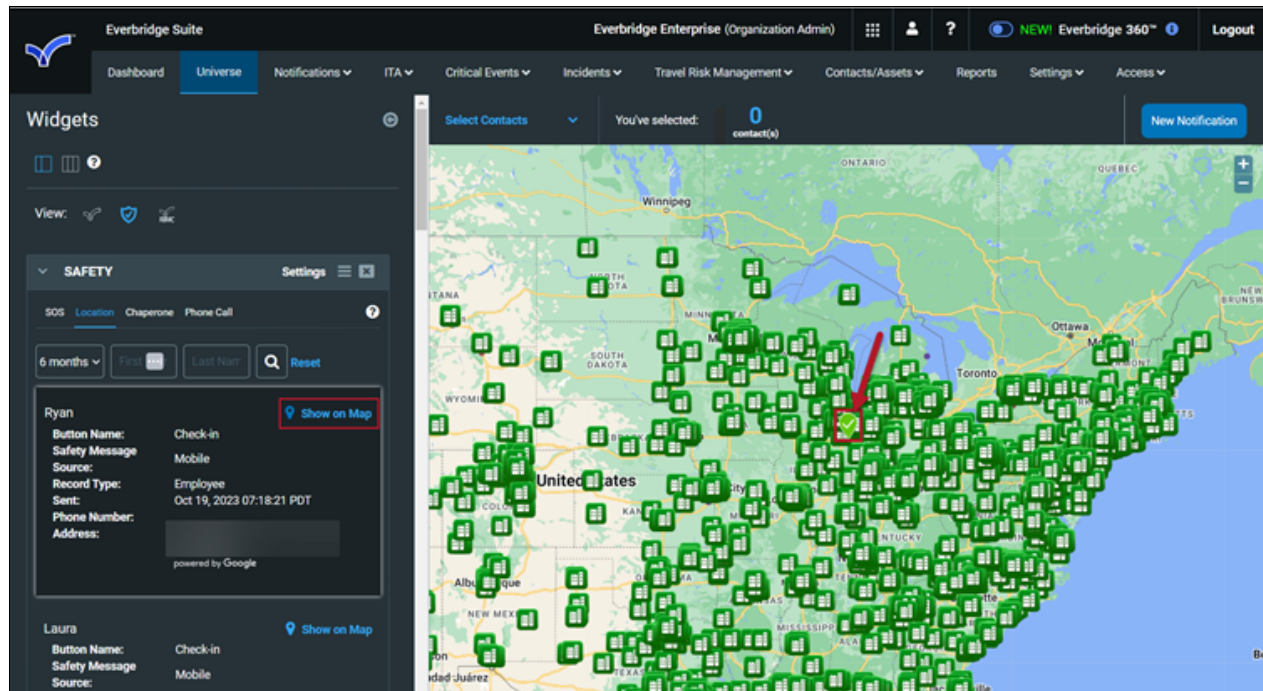 Everbridge Suite
Everbridge Enterprise (Organization Admin)
?
NEW! Everbridge 360™
Logout
Dashboard
Universe
Notifications
ITA
Critical Events
Incidents
Travel Risk Management
Contacts/Assets
Reports
Settings
Access
Widgets
Select Contacts
You've selected:
0
contact(s)
New Notification
?
View:
SAFETY
Settings
SOS
Location
Chaperone
Phone Call
?
6 months
First
Last Nam
Reset
Ryan
Show on Map
Button Name: Check-in
Safety Message
Source: Mobile
Record Type: Employee
Sent: Oct 19, 2023 07:18:21 PDT
Phone Number:
Address:
powered by Google
Laura
Show on Map
Button Name: Check-in
Safety Message
Source: Mobile
ONTARIO
QUEBEC
+
−
Winnipeg
Ottawa
Toronto
SOUTH
DAKOTA
United States
KENTUCKY
NEW MEX
MISSISSIPP
TEXAS